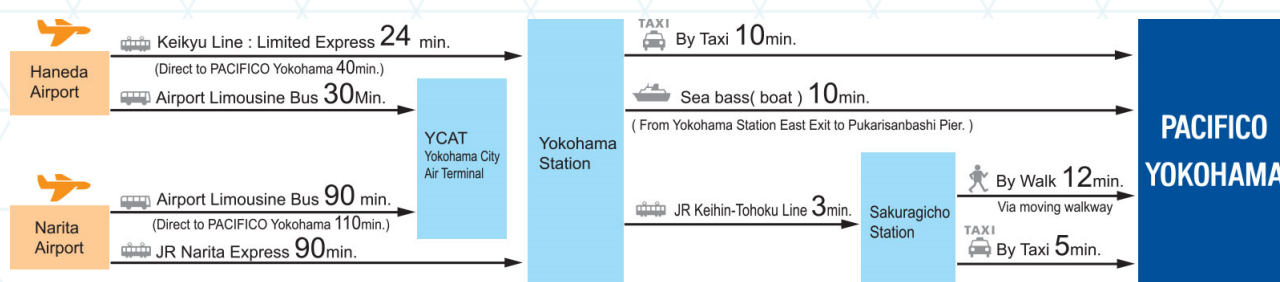 Haneda
Airport
Keikyu Line : Limited Express 24 min.
(Direct to PACIFICO Yokohama 40min.)
Airport Limousine Bus 30Min.
Narita
Airport
Airport Limousine Bus 90 min.
(Direct to PACIFICO Yokohama 110min.)
JR Narita Express 90min.
YCAT
Yokohama City
Air Terminal
Yokohama
Station
TAXI
By Taxi 10min.
Sea bass( boat ) 10min.
( From Yokohama Station East Exit to Pukarisanbashi Pier. )
JR Keihin-Tohoku Line 3min.
Sakuragicho
Station
By Walk 12min.
Via moving walkway
TAXI
By Taxi 5min.
PACIFICO
YOKOHAMA